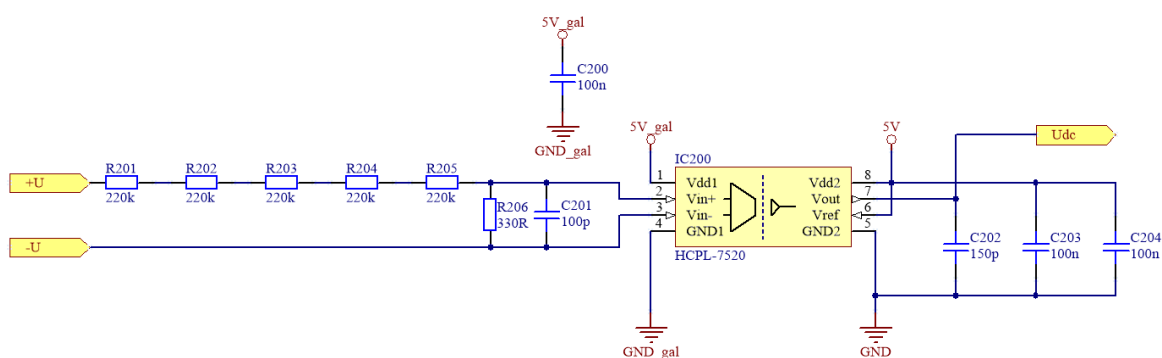 5V_gal
C200
100n
GND_gal
5V_gal
5V
Udc
IC200
+U
R201
220k
R202
220k
R203
220k
R204
220k
R205
220k
R206
330R
C201
100p
-U
1
2
3
4
Vdd1
Vin+
Vin-
GND1
Vdd2
Vout
Vref
GND2
8
7
6
5
HCPL-7520
C202
150p
C203
100n
C204
100n
GND_gal
GND